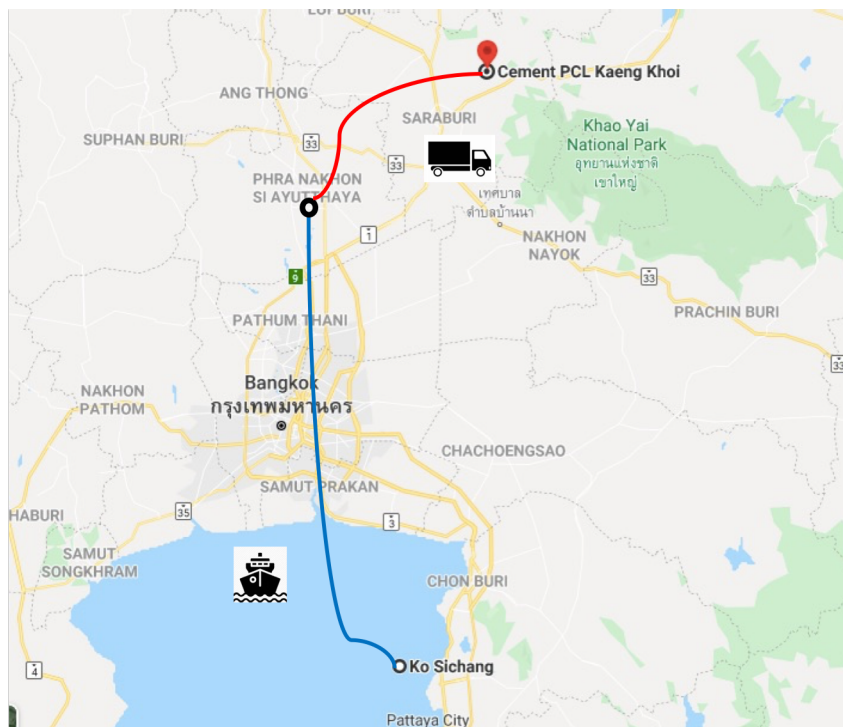 LOP BURI
Cement PCL Kaeng Khoi
ANG THONG
SARABURI
SUPHAN BURI
33
33
Khao Yai
National Park
อุทยานแห่งชาติ
เขาใหญ่
PHRA NAKHON
SI AYUTTHAYA
เทศบาล
ตำบลบ้านนา
1
NAKHON
NAYOK
9
33
PRACHIN BURI
PATHUM THANI
33
Bangkok
กรุงเทพมหานคร
NAKHON
PATHOM
CHACHOENGSAO
SAMUT PRAKAN
HABURI
35
3
SAMUT
SONGKHRAM
CHON BURI
4
Ko Sichang
Pattaya City